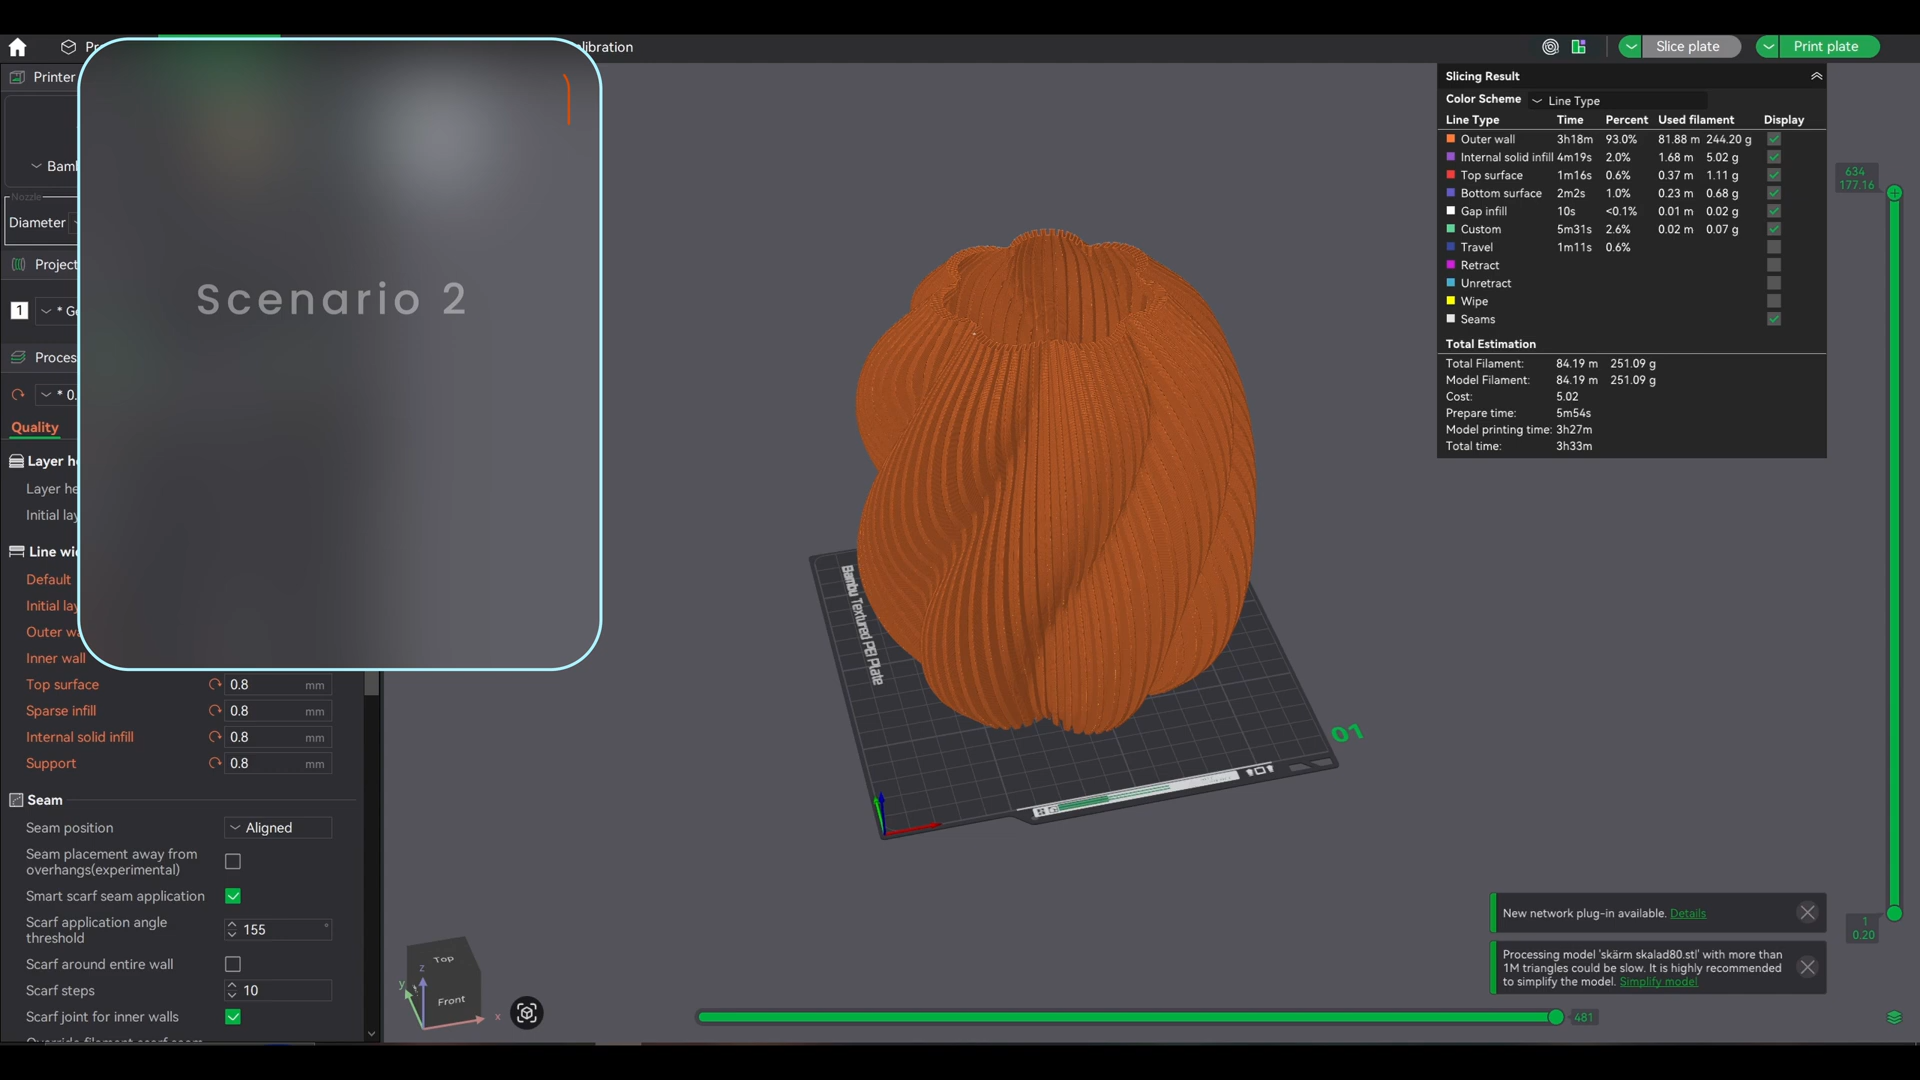 Pr
libration
Slice plate
Print plate
Printer
Bamb
Nozzle
Diameter
Project
1
* Ge
Proces
* 0.
Quality
Layer he
Layer he
Initial lay
Line wid
Default
Initial lay
Outer wa
Inner wall
Top surface 0.8 mm
Sparse infill 0.8 mm
Internal solid infill 0.8 mm
Support 0.8 mm
Seam
Seam position Aligned
Seam placement away from
overhangs(experimental)
Smart scarf seam application
Scarf application angle
threshold 155 °
Scarf around entire wall
Scarf steps 10
Scarf joint for inner walls
Scenario 2
Bambu Textured PEI Plate
01
Top
Front
z
y
x
Slicing Result
Color Scheme Line Type
Line Type Time Percent Used filament Display
Outer wall 3h18m 93.0% 81.88 m 244.20 g
Internal solid infill 4m19s 2.0% 1.68 m 5.02 g
Top surface 1m16s 0.6% 0.37 m 1.11 g
Bottom surface 2m2s 1.0% 0.23 m 0.68 g
Gap infill 10s <0.1% 0.01 m 0.02 g
Custom 5m31s 2.6% 0.02 m 0.07 g
Travel 1m11s 0.6%
Retract
Unretract
Wipe
Seams
Total Estimation
Total Filament: 84.19 m 251.09 g
Model Filament: 84.19 m 251.09 g
Cost: 5.02
Prepare time: 5m54s
Model printing time: 3h27m
Total time: 3h33m
634
177.16
1
0.20
New network plug-in available. Details
Processing model 'skärm skalad80.stl' with more than
1M triangles could be slow. It is highly recommended
to simplify the model. Simplify model
481